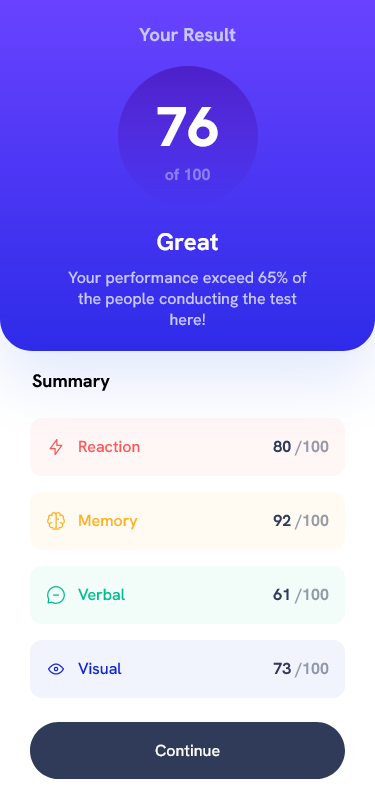 Your Result
76
of 100
Great
Your performance exceed 65% of
the people conducting the test
here!
Summary
Reaction 80 /100
Memory 92 /100
Verbal 61 /100
Visual 73 /100
Continue